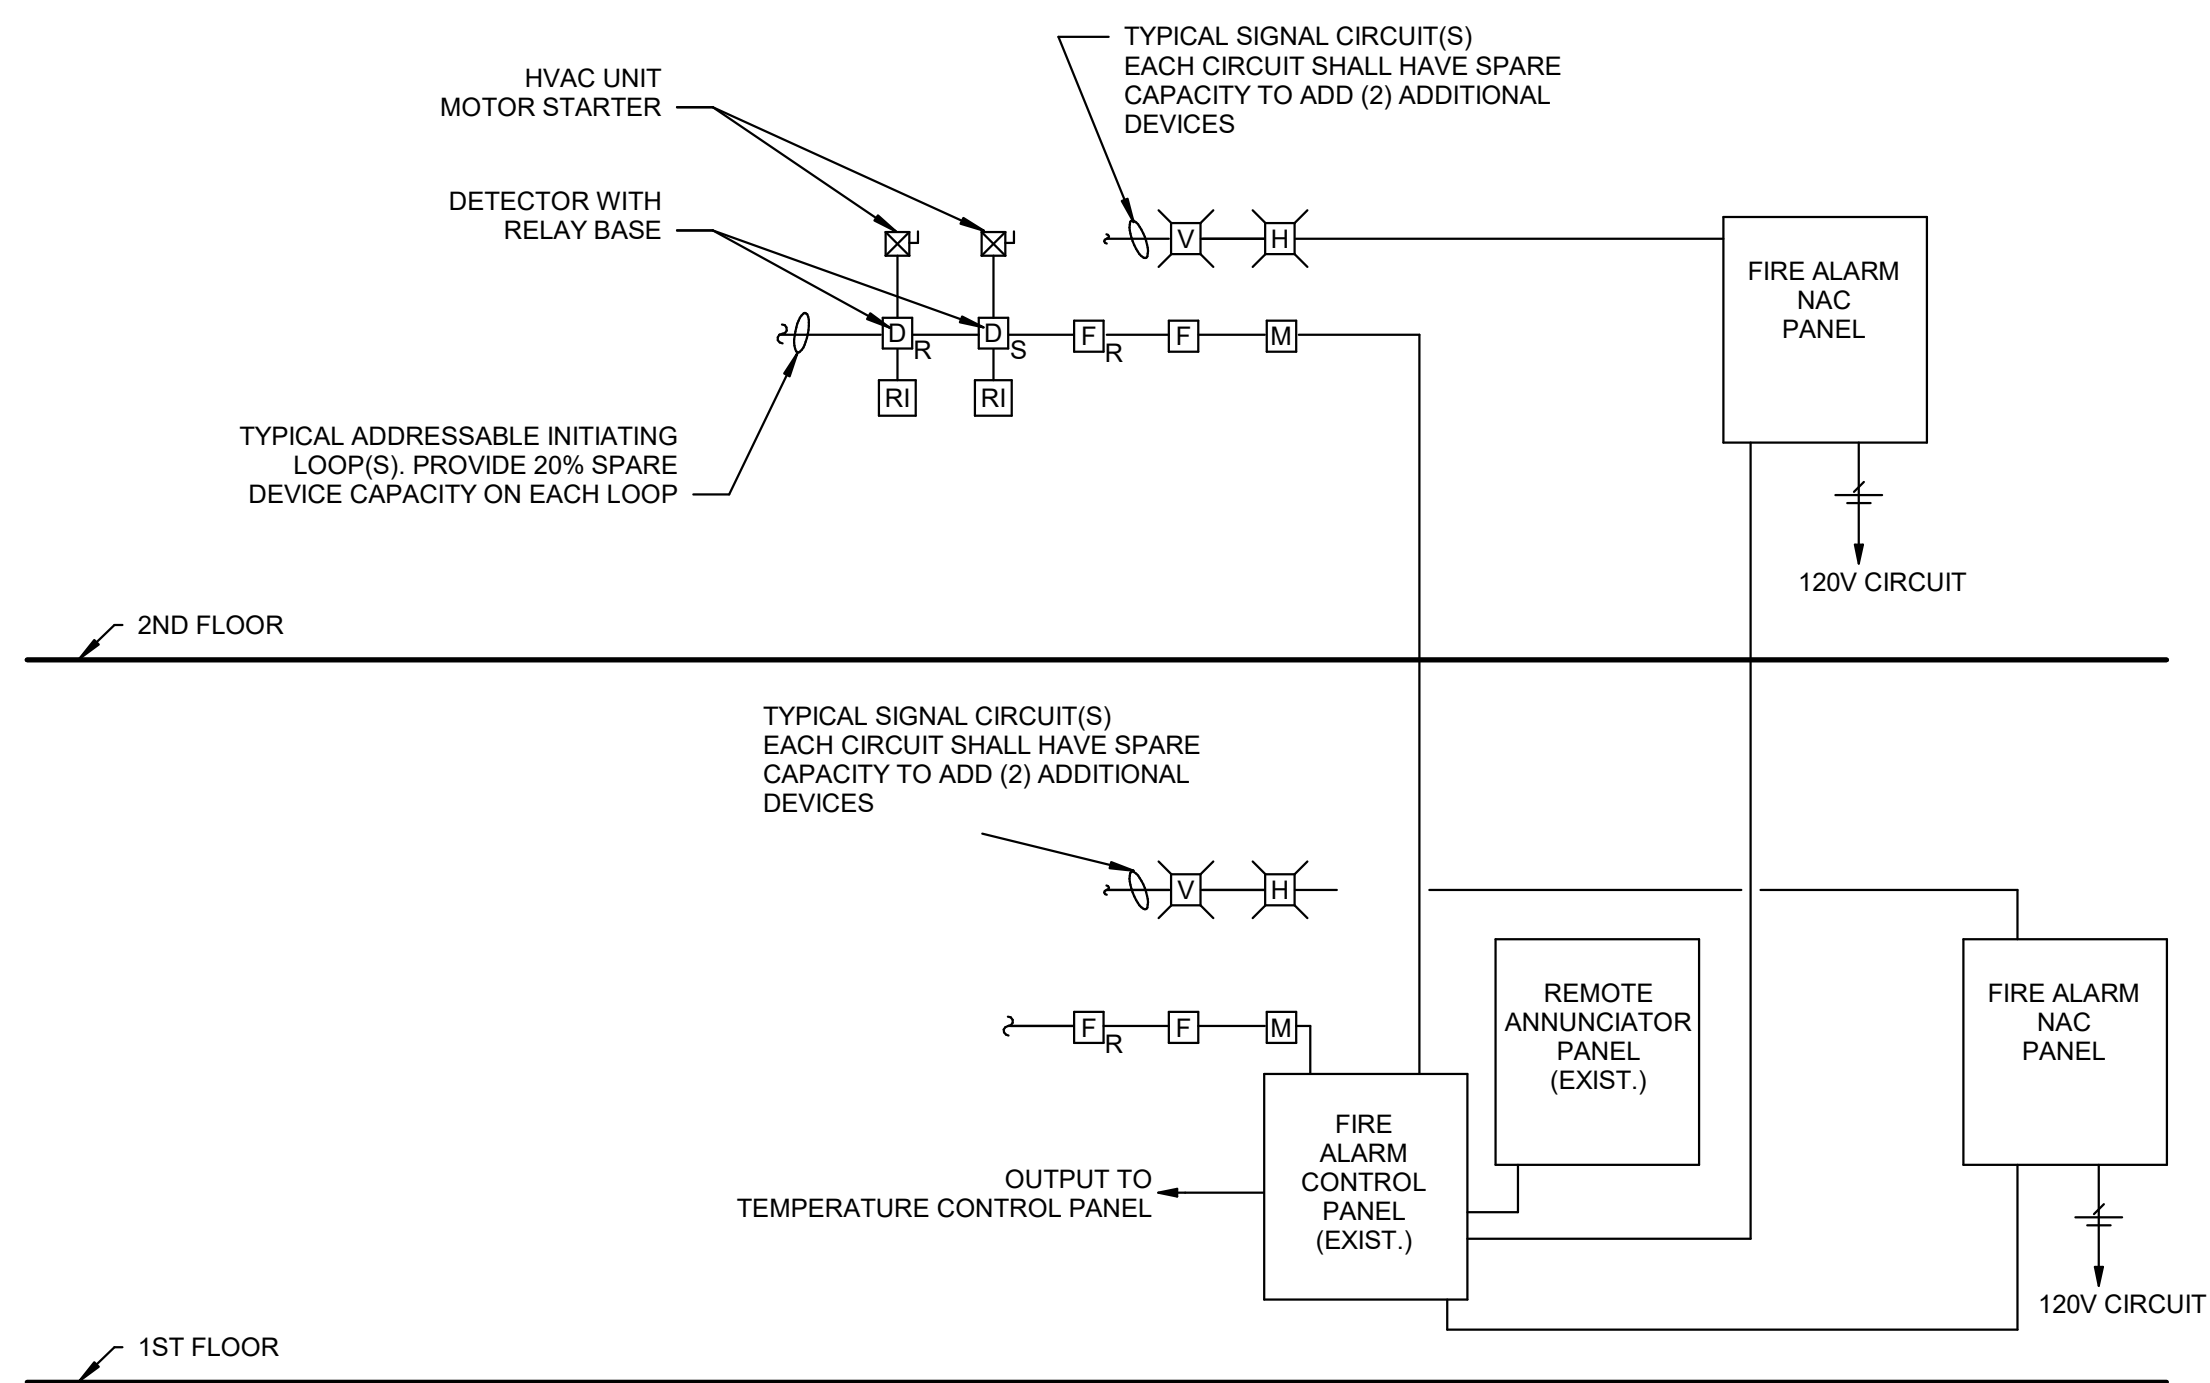 TYPICAL SIGNAL CIRCUIT(S)
EACH CIRCUIT SHALL HAVE SPARE
CAPACITY TO ADD (2) ADDITIONAL
DEVICES
HVAC UNIT
MOTOR STARTER
DETECTOR WITH
RELAY BASE
V H
FIRE ALARM
NAC
PANEL
D R D S F R F M
RI RI
TYPICAL ADDRESSABLE INITIATING
LOOP(S). PROVIDE 20% SPARE
DEVICE CAPACITY ON EACH LOOP
120V CIRCUIT
2ND FLOOR
TYPICAL SIGNAL CIRCUIT(S)
EACH CIRCUIT SHALL HAVE SPARE
CAPACITY TO ADD (2) ADDITIONAL
DEVICES
V H
F R F M
REMOTE
ANNUNCIATOR
PANEL
(EXIST.)
FIRE ALARM
NAC
PANEL
FIRE
ALARM
CONTROL
PANEL
(EXIST.)
OUTPUT TO
TEMPERATURE CONTROL PANEL
120V CIRCUIT
1ST FLOOR